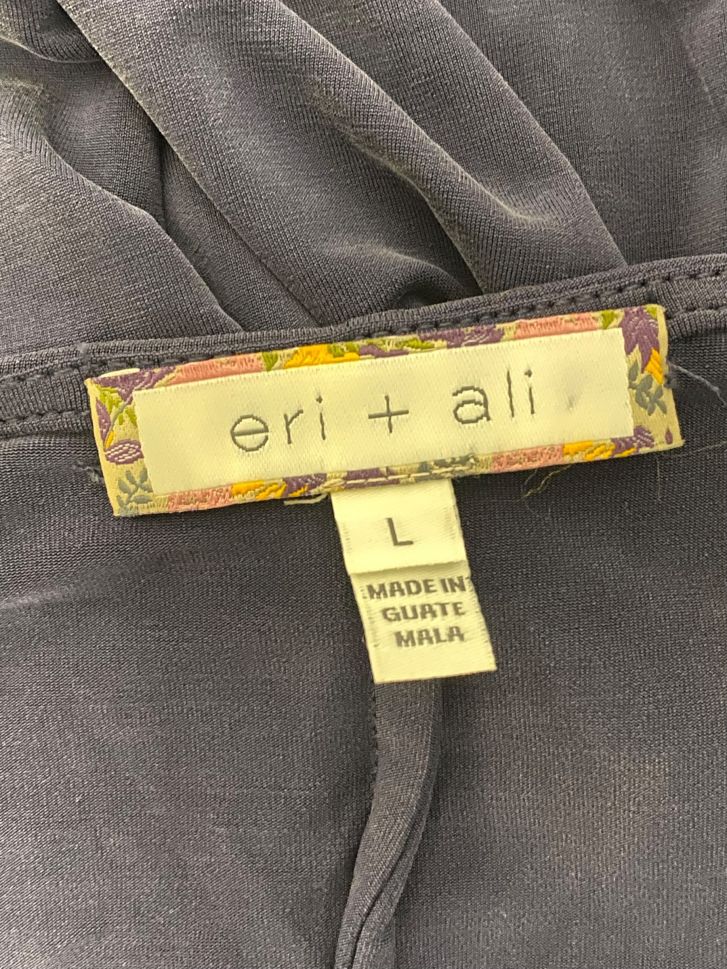 eri + ali
L
MADE IN
GUATE
MALA